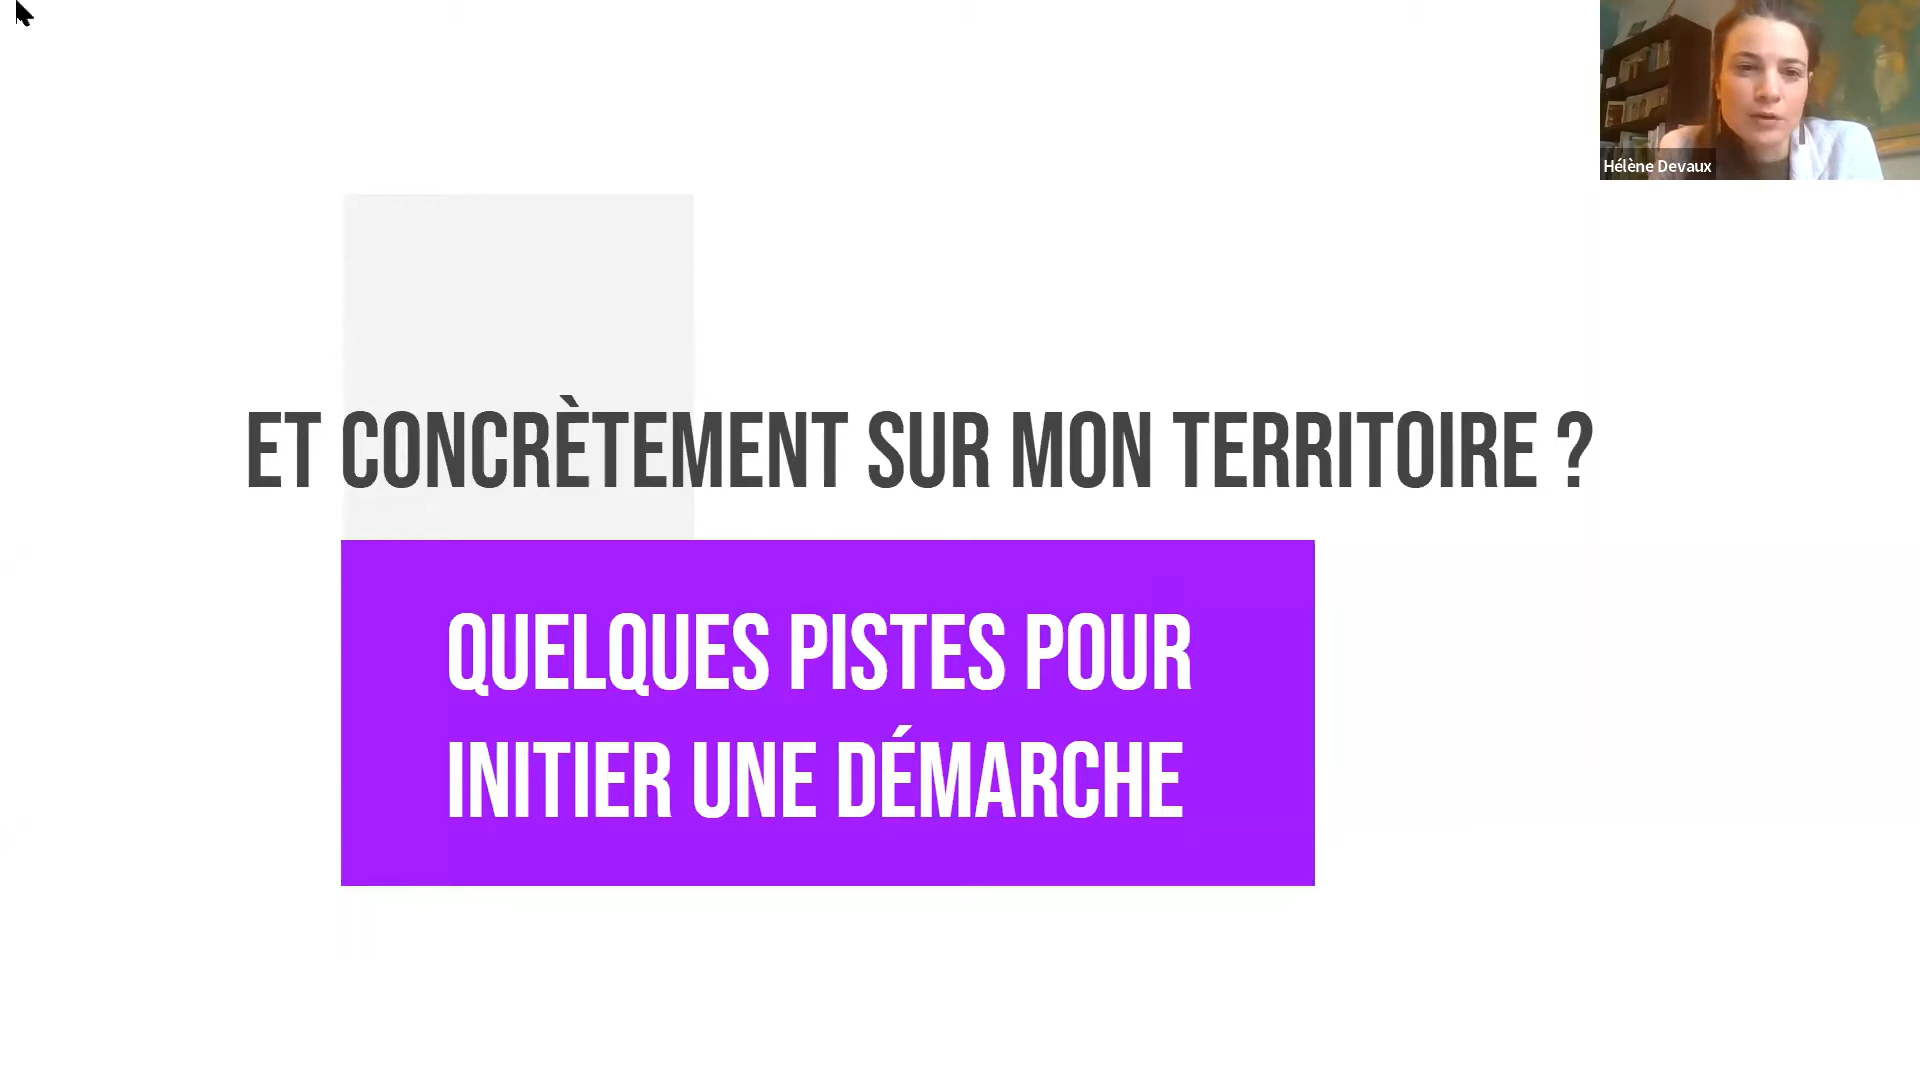 Hélène Devaux
ET CONCRÈTEMENT SUR MON TERRITOIRE ?
QUELQUES PISTES POUR
INITIER UNE DÉMARCHE